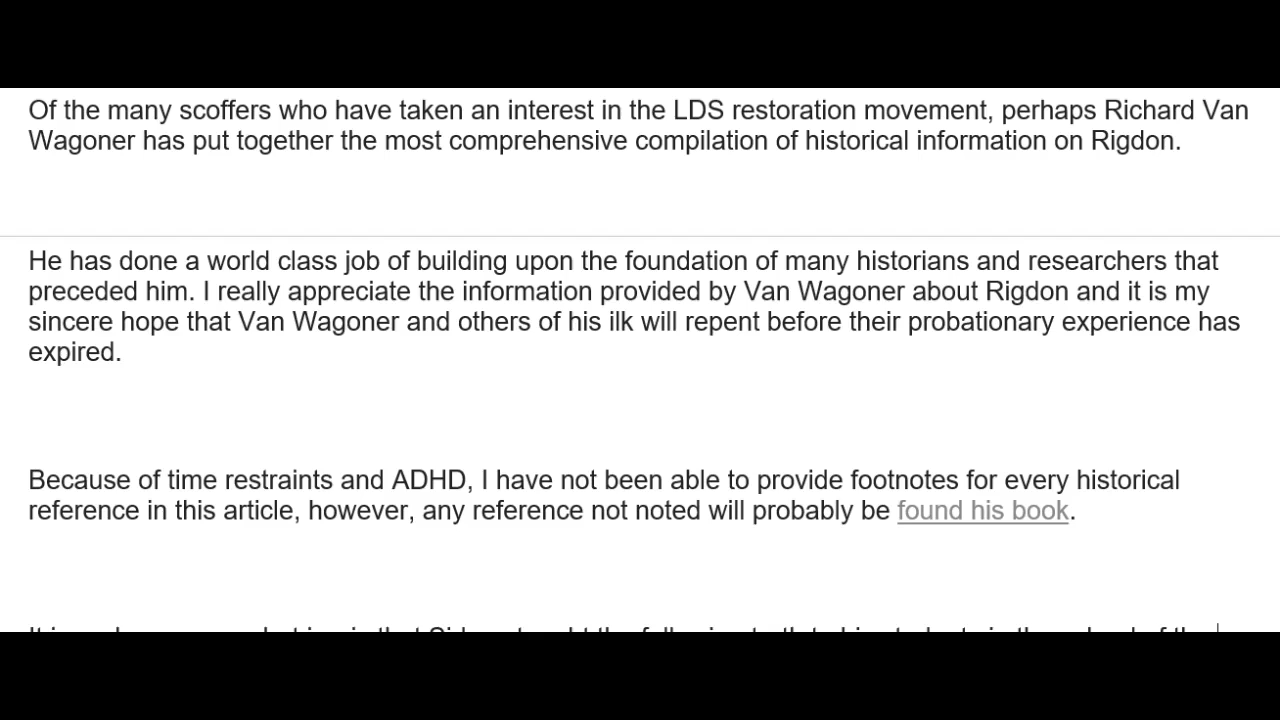 Of the many scoffers who have taken an interest in the LDS restoration movement, perhaps Richard Van
Wagoner has put together the most comprehensive compilation of historical information on Rigdon.
He has done a world class job of building upon the foundation of many historians and researchers that
preceded him. I really appreciate the information provided by Van Wagoner about Rigdon and it is my
sincere hope that Van Wagoner and others of his ilk will repent before their probationary experience has
expired.
Because of time restraints and ADHD, I have not been able to provide footnotes for every historical
reference in this article, however, any reference not noted will probably be found his book.